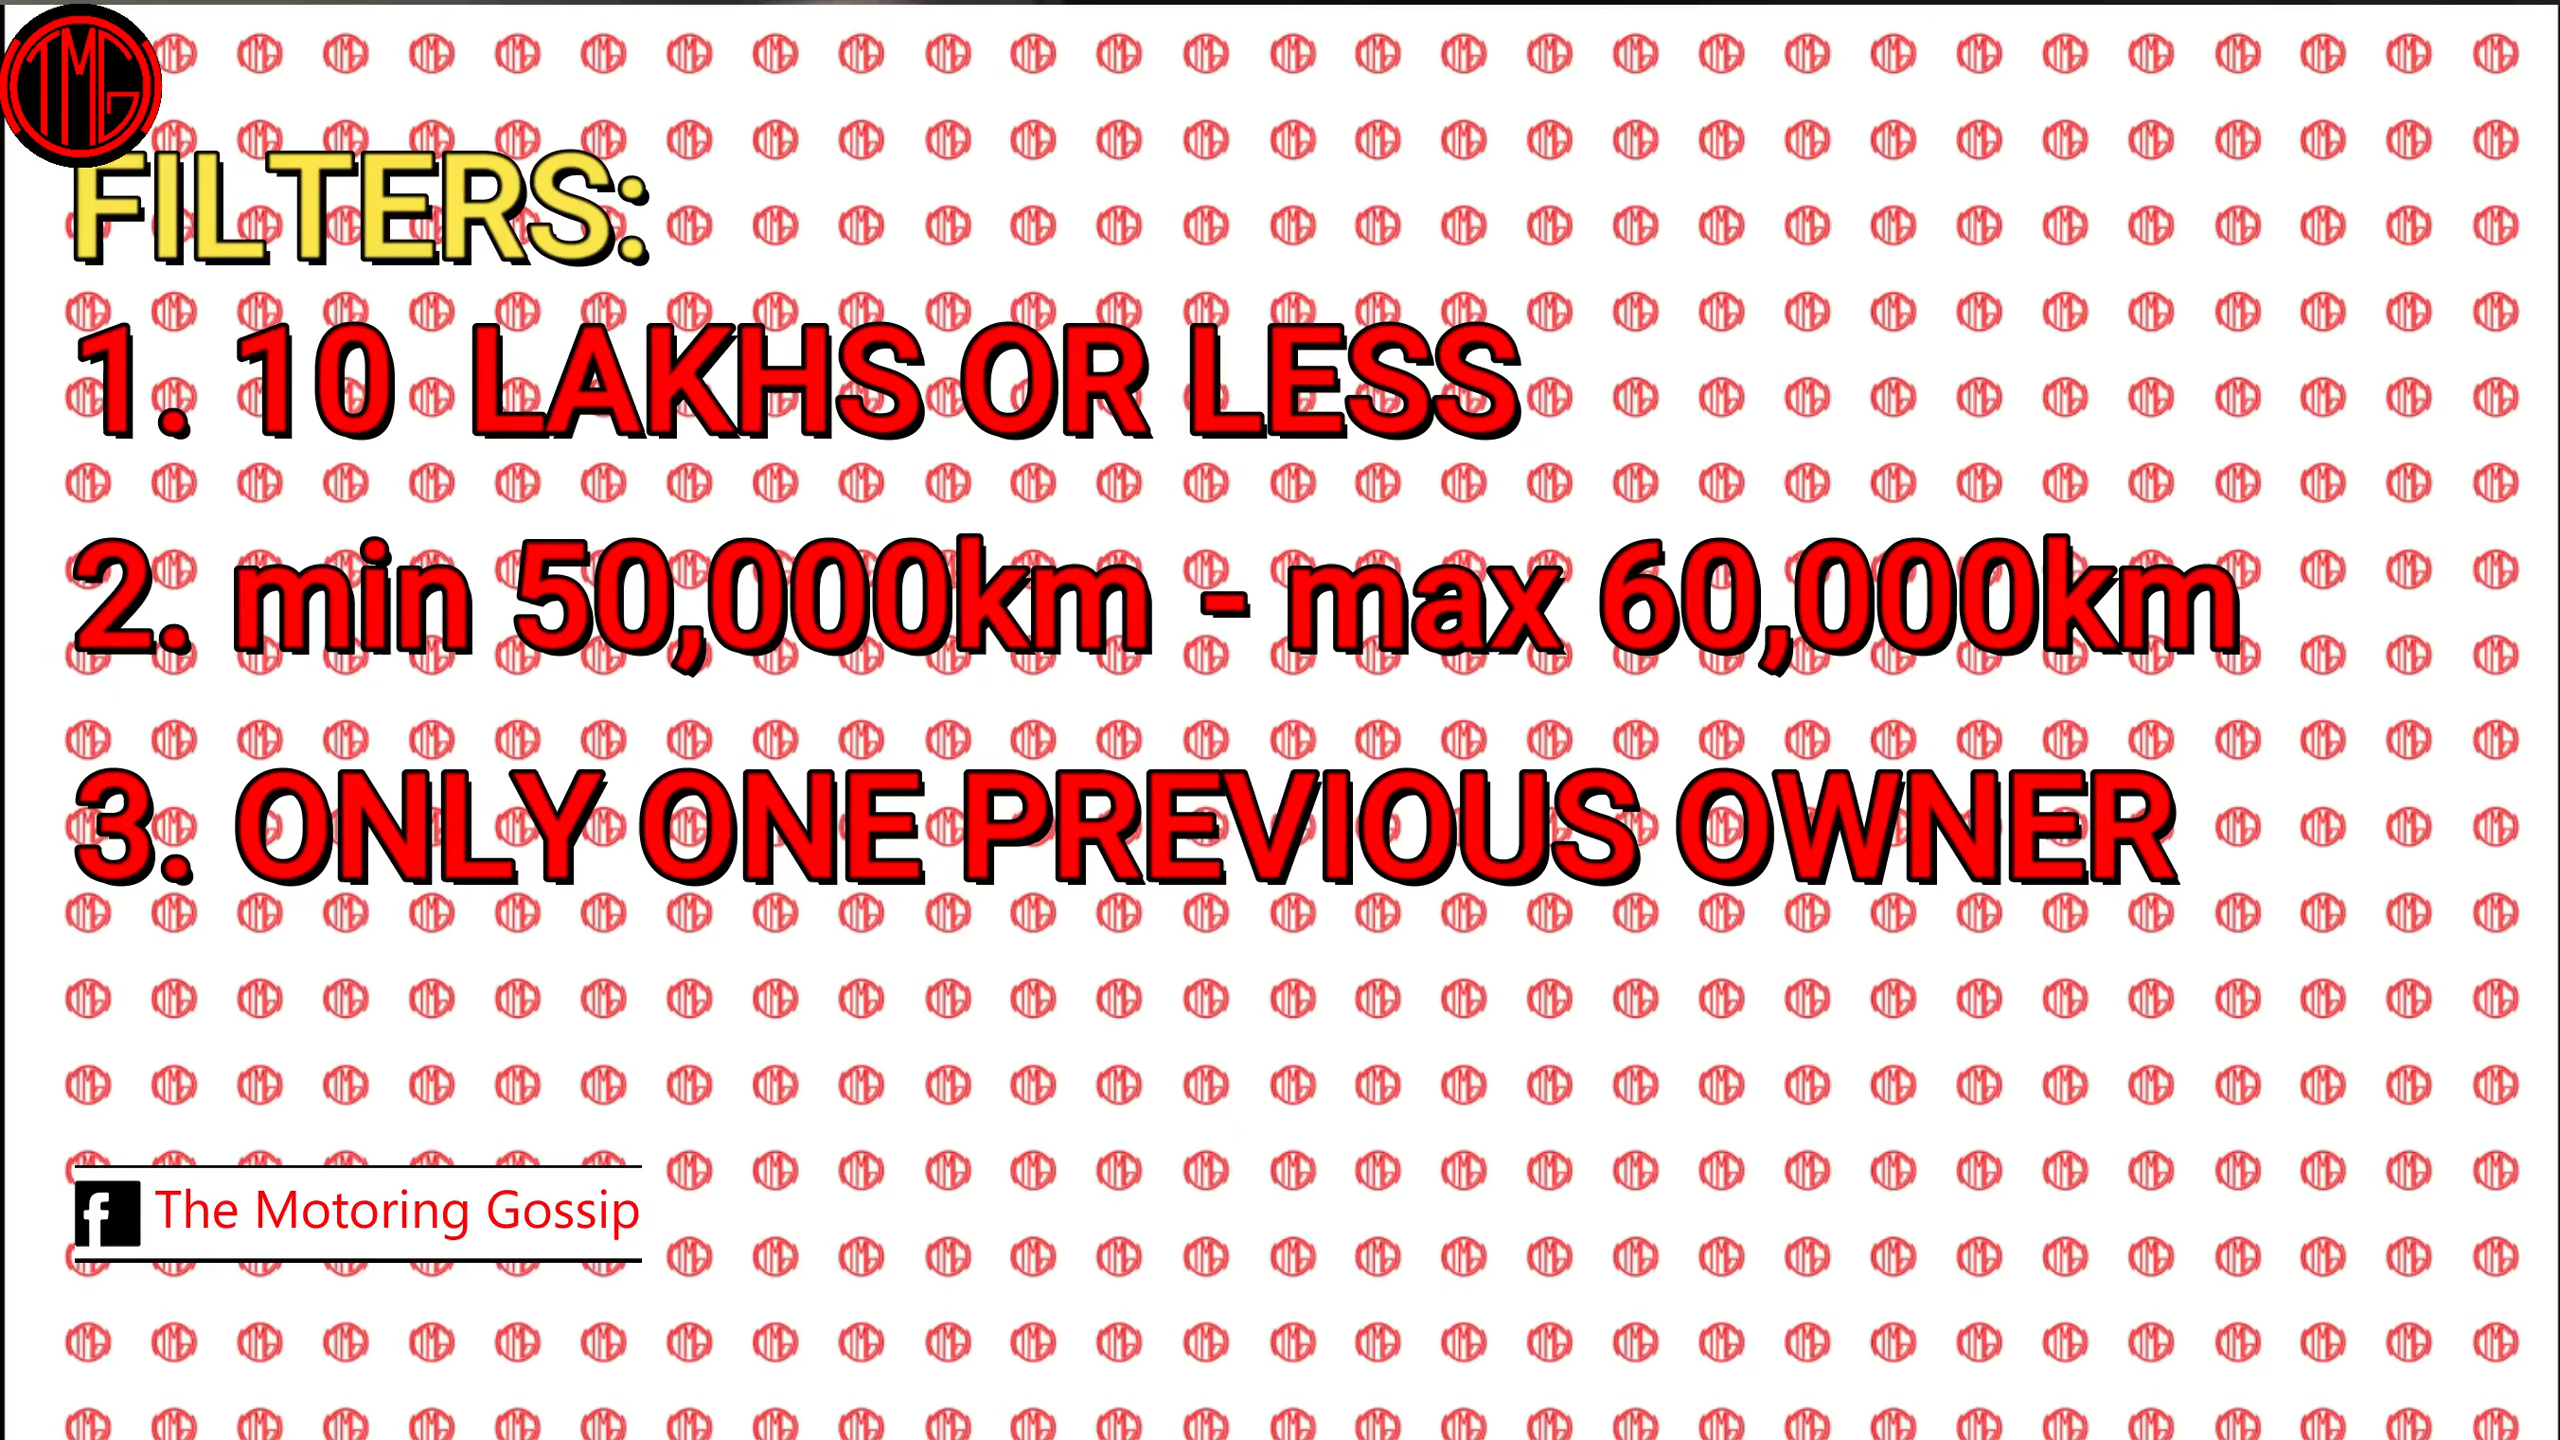 TMG
FILTERS:
1. 10 LAKHS OR LESS
2. min 50,000km - max 60,000km
3. ONLY ONE PREVIOUS OWNER
f The Motoring Gossip